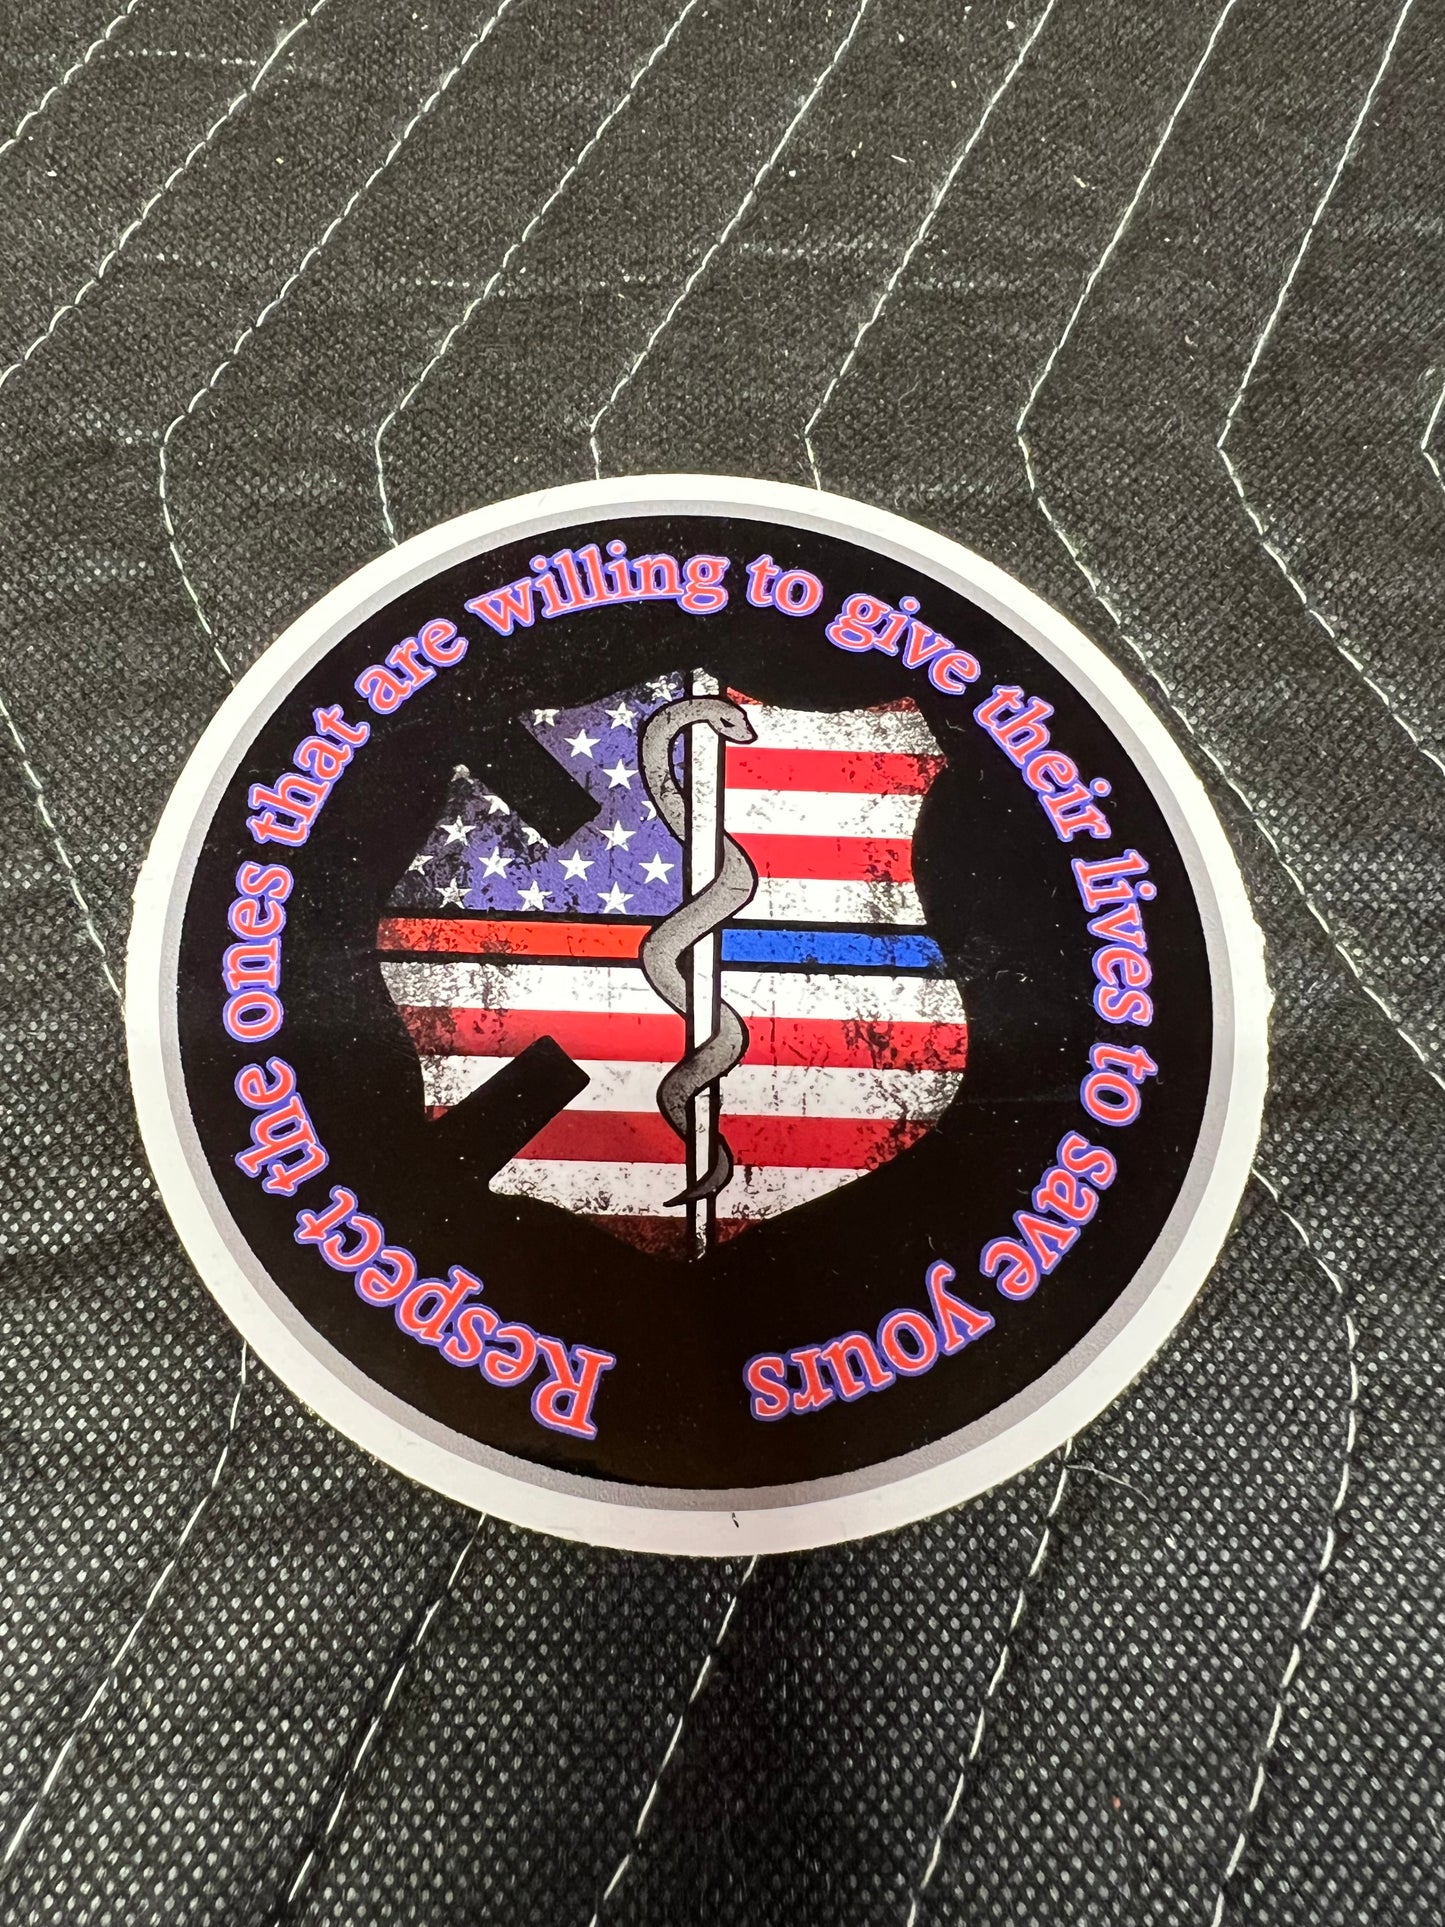 Respect the ones that are willing to give their lives to save yours